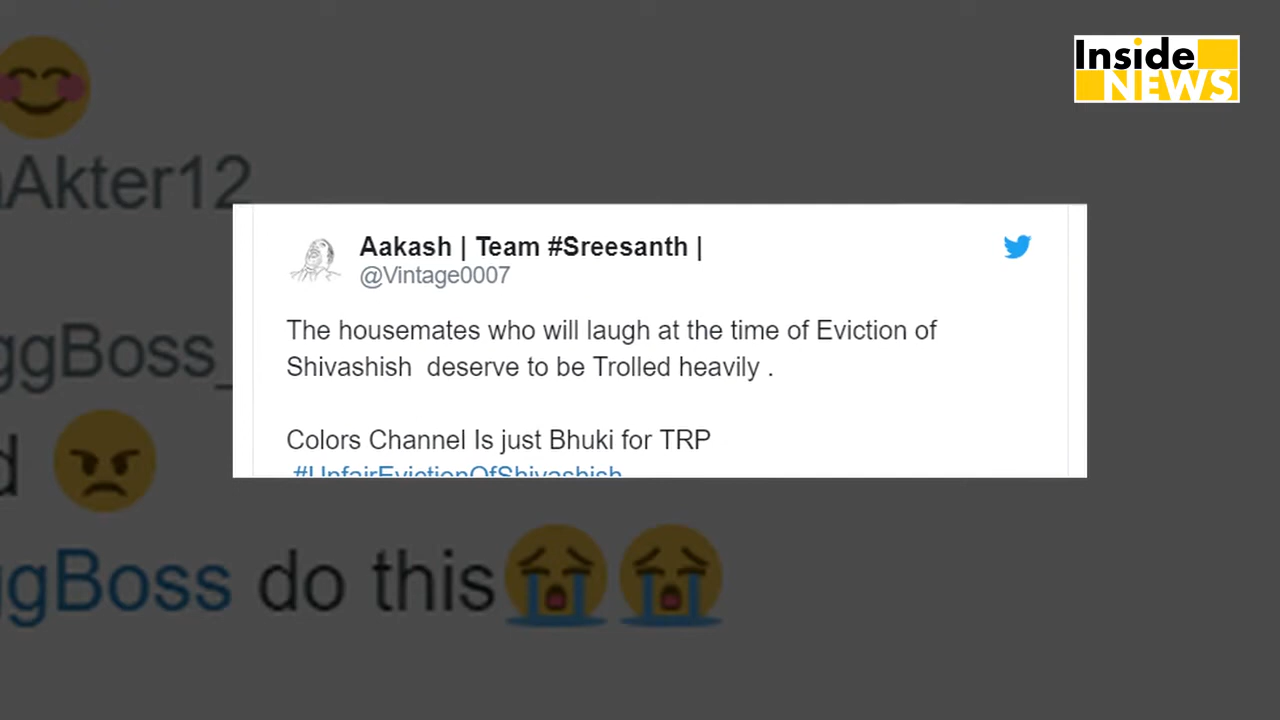 Inside
NEWS
Akter12
Aakash | Team #Sreesanth |
@Vintage0007
ggBoss_
The housemates who will laugh at the time of Eviction of
Shivashish deserve to be Trolled heavily .
Colors Channel Is just Bhuki for TRP
#UnfairEvictionOfShivashish
ggBoss do this